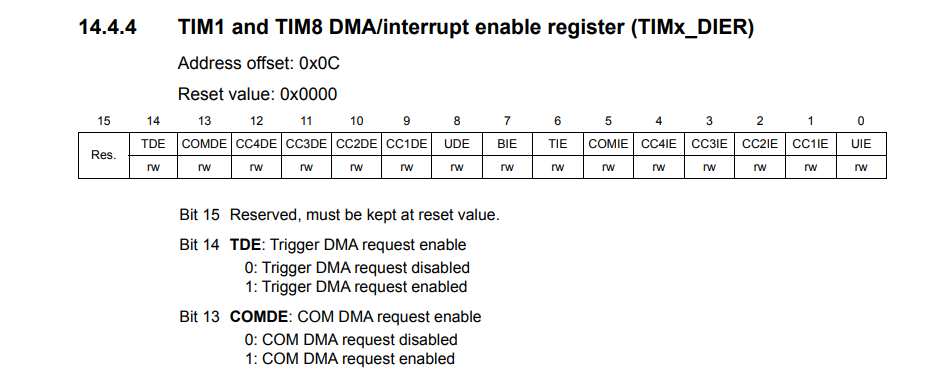 14.4.4 TIM1 and TIM8 DMA/interrupt enable register (TIMx_DIER)
Address offset: 0x0C
Reset value: 0x0000
15 14 13 12 11 10 9 8 7 6 5 4 3 2 1 0
Res. TDE COMDE CC4DE CC3DE CC2DE CC1DE UDE BIE TIE COMIE CC4IE CC3IE CC2IE CC1IE UIE
rw rw rw rw rw rw rw rw rw rw rw rw rw rw rw
Bit 15 Reserved, must be kept at reset value.
Bit 14 TDE: Trigger DMA request enable
0: Trigger DMA request disabled
1: Trigger DMA request enabled
Bit 13 COMDE: COM DMA request enable
0: COM DMA request disabled
1: COM DMA request enabled